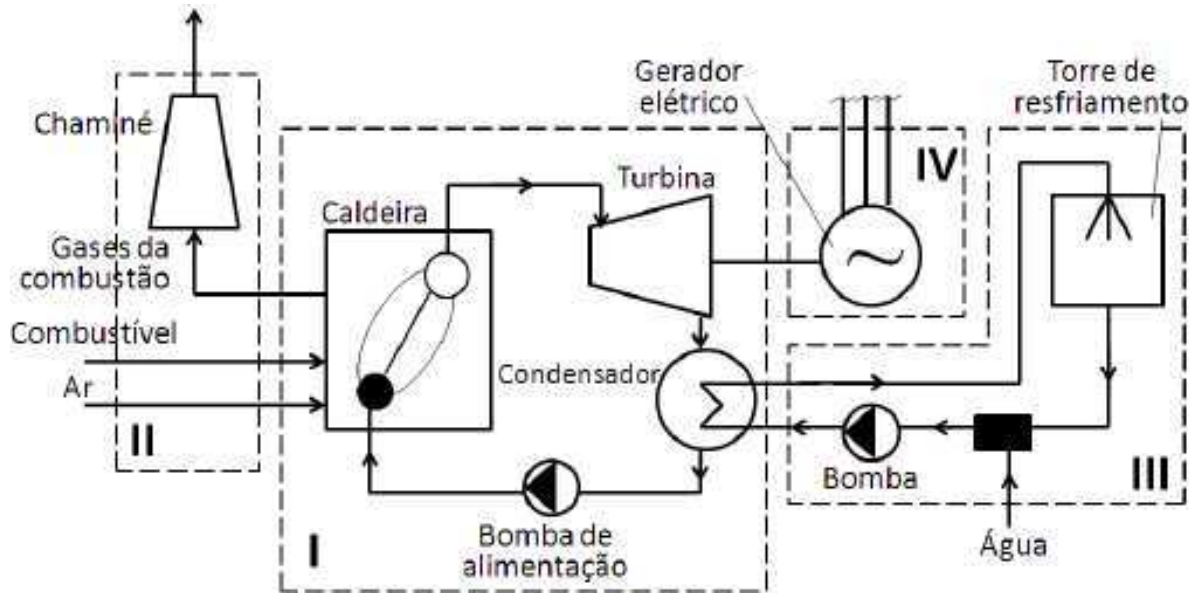 Chaminé
Gases da
combustão
Combustível
Ar
II
Caldeira
Turbina
Condensador
Bomba de
alimentação
I
Gerador
elétrico
IV
Torre de
resfriamento
Bomba
Água
III